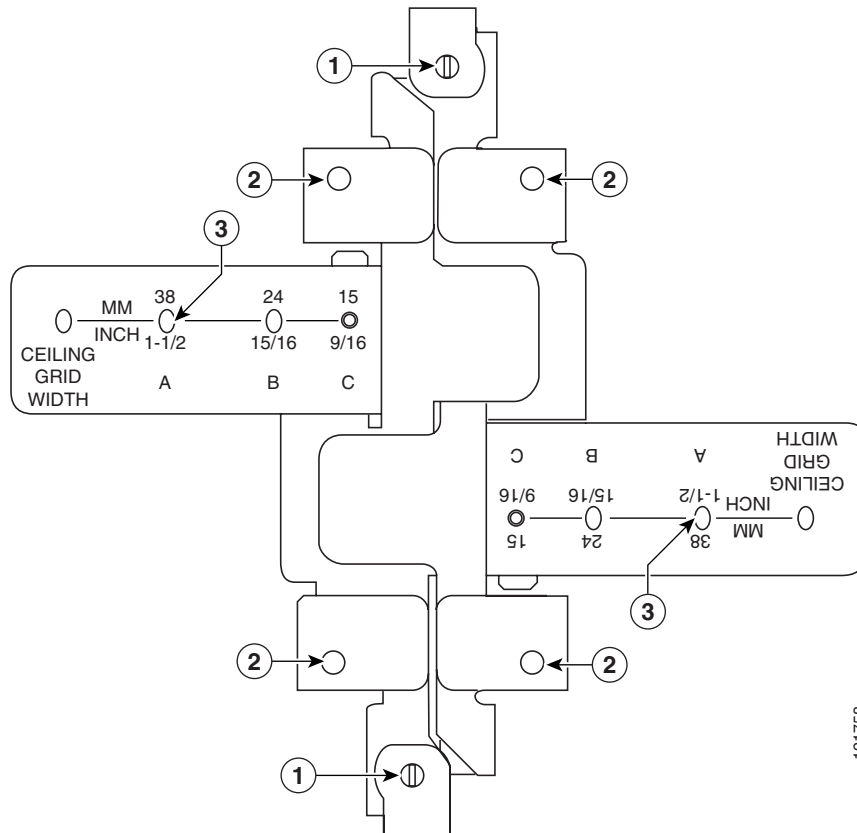 1
2
2
3
38 24 15
MM
INCH
1-1/2 15/16 9/16
CEILING
GRID
WIDTH
A B C
CEILING
GRID
WIDTH
A B C
1-1/2 15/16 9/16
INCH
MM
38 24 15
3
2
2
1